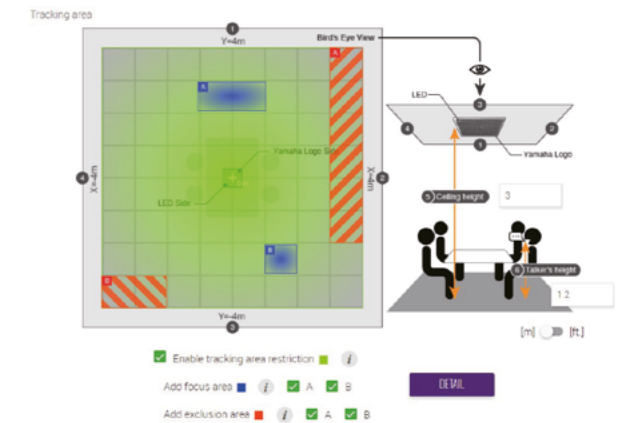 Tracking area
1
Y=4m
Bird's Eye View
A
A
LED
3
4
2
1
Yamaha Logo
Yamaha Logo Side
4
X=-4m
X=4m
2
LED Side
5 Ceiling height
3
B
6 Talker's height
1.2
B
Y=-4m
3
[m]
[ft.]
Enable tracking area restriction
i
Add focus area
i
A
B
DETAIL
Add exclusion area
i
A
B